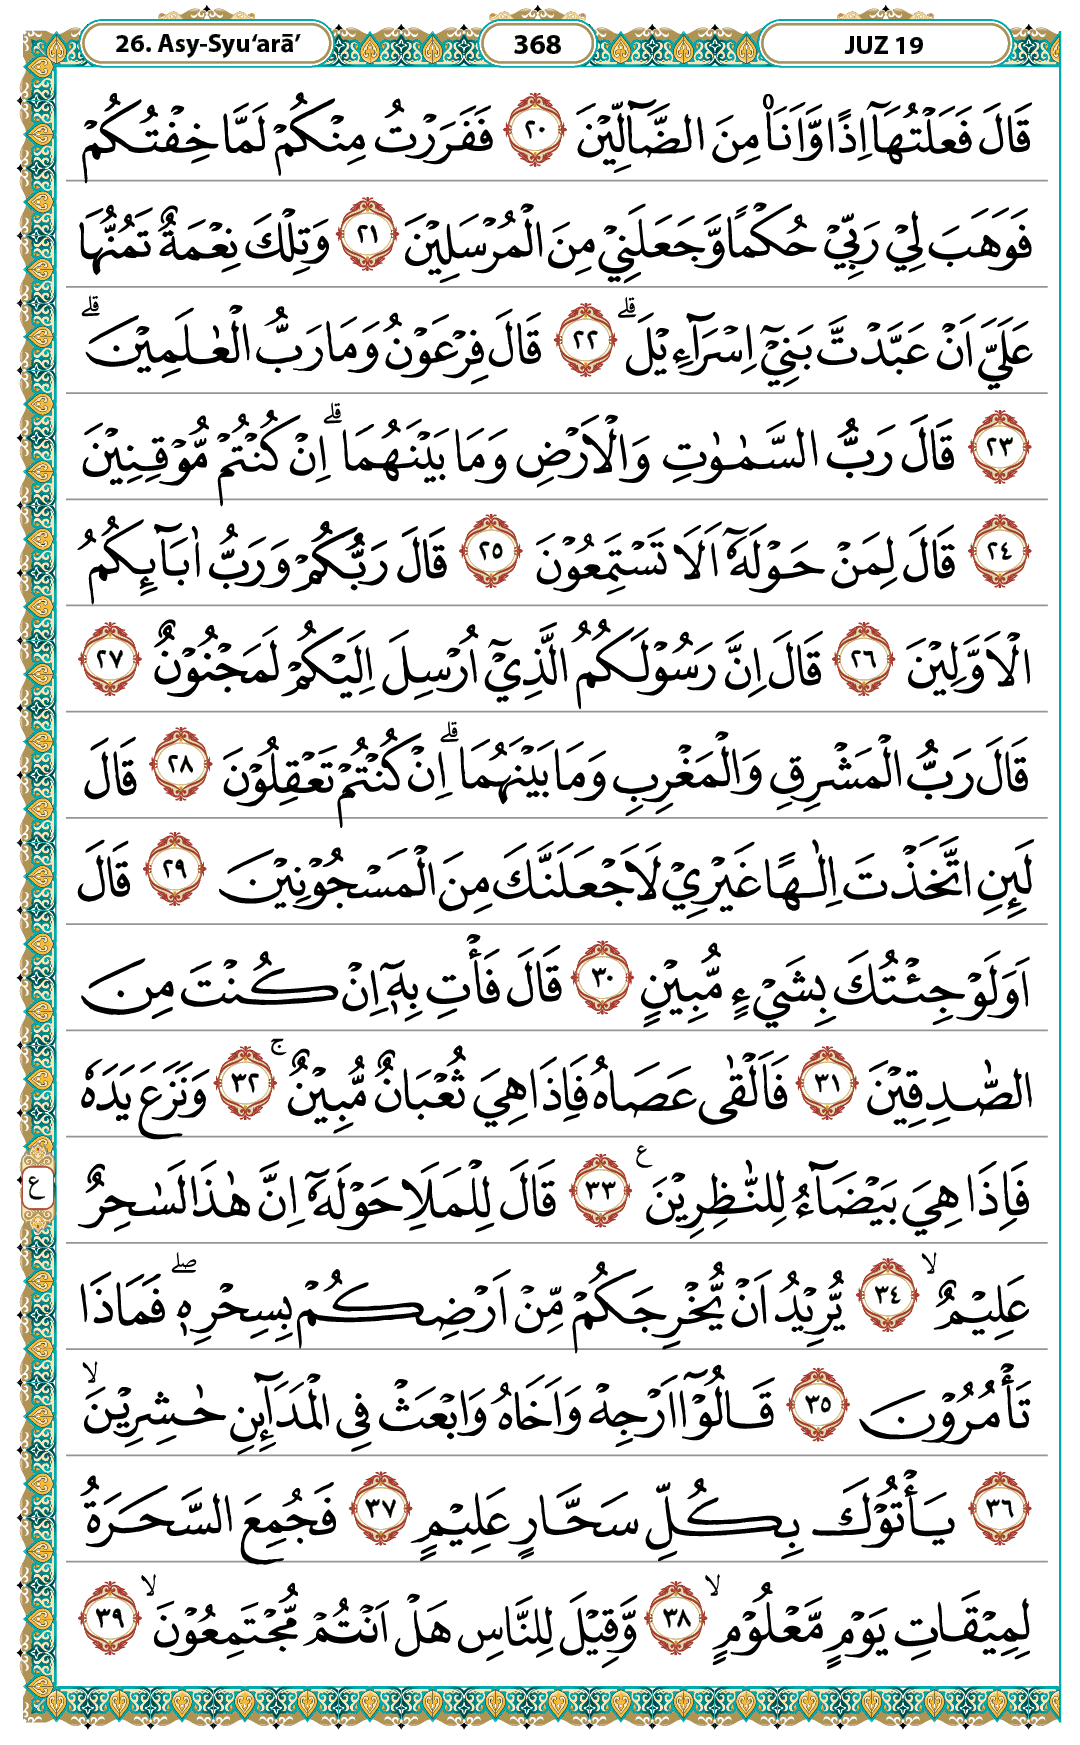 26. Asy-Syu‘arā’
368
JUZ 19
قَالَ فَعَلْتُهَآ اِذًا وَّاَنَا۠ مِنَ الضَّاۤلِّيْنَ ٢٠ فَفَرَرْتُ مِنْكُمْ لَمَّا خِفْتُكُمْ
فَوَهَبَ لِيْ رَبِّيْ حُكْمًا وَّجَعَلَنِيْ مِنَ الْمُرْسَلِيْنَ ٢١ وَتِلْكَ نِعْمَةٌ تَمُنُّهَا
عَلَيَّ اَنْ عَبَّدْتَّ بَنِيْٓ اِسْرَاۤءِيْلَ ۗ ٢٢ قَالَ فِرْعَوْنُ وَمَا رَبُّ الْعٰلَمِيْنَ ۗ
٢٣ قَالَ رَبُّ السَّمٰوٰتِ وَالْاَرْضِ وَمَا بَيْنَهُمَا ۗاِنْ كُنْتُمْ مُّوْقِنِيْنَ
٢٤ قَالَ لِمَنْ حَوْلَهٗٓ اَلَا تَسْتَمِعُوْنَ ٢٥ قَالَ رَبُّكُمْ وَرَبُّ اٰبَاۤئِكُمُ
الْاَوَّلِيْنَ ٢٦ قَالَ اِنَّ رَسُوْلَكُمُ الَّذِيْٓ اُرْسِلَ اِلَيْكُمْ لَمَجْنُوْنٌ ٢٧
قَالَ رَبُّ الْمَشْرِقِ وَالْمَغْرِبِ وَمَا بَيْنَهُمَا ۗاِنْ كُنْتُمْ تَعْقِلُوْنَ ٢٨ قَالَ
لَىِٕنِ اتَّخَذْتَ اِلٰهًا غَيْرِيْ لَاَجْعَلَنَّكَ مِنَ الْمَسْجُوْنِيْنَ ٢٩ قَالَ
اَوَلَوْ جِئْتُكَ بِشَيْءٍ مُّبِيْنٍ ٣٠ قَالَ فَأْتِ بِهٖٓ اِنْ كُنْتَ مِنَ
الصّٰدِقِيْنَ ٣١ فَاَلْقٰى عَصَاهُ فَاِذَا هِيَ ثُعْبَانٌ مُّبِيْنٌ ۚ ٣٢ وَنَزَعَ يَدَهٗ
فَاِذَا هِيَ بَيْضَاۤءُ لِلنّٰظِرِيْنَ ࣖ ٣٣ قَالَ لِلْمَلَاِ حَوْلَهٗٓ اِنَّ هٰذَا لَسٰحِرٌ
ع
عَلِيْمٌ ۙ ٣٤ يُّرِيْدُ اَنْ يُّخْرِجَكُمْ مِّنْ اَرْضِكُمْ بِسِحْرِهٖۖ فَمَاذَا
تَأْمُرُوْنَ ٣٥ قَالُوْٓا اَرْجِهْ وَاَخَاهُ وَابْعَثْ فِى الْمَدَاۤىِٕنِ حٰشِرِيْنَ ۙ
٣٦ يَأْتُوْكَ بِكُلِّ سَحَّارٍ عَلِيْمٍ ٣٧ فَجُمِعَ السَّحَرَةُ
لِمِيْقَاتِ يَوْمٍ مَّعْلُوْمٍ ۙ ٣٨ وَّقِيْلَ لِلنَّاسِ هَلْ اَنْتُمْ مُّجْتَمِعُوْنَ ۙ ٣٩